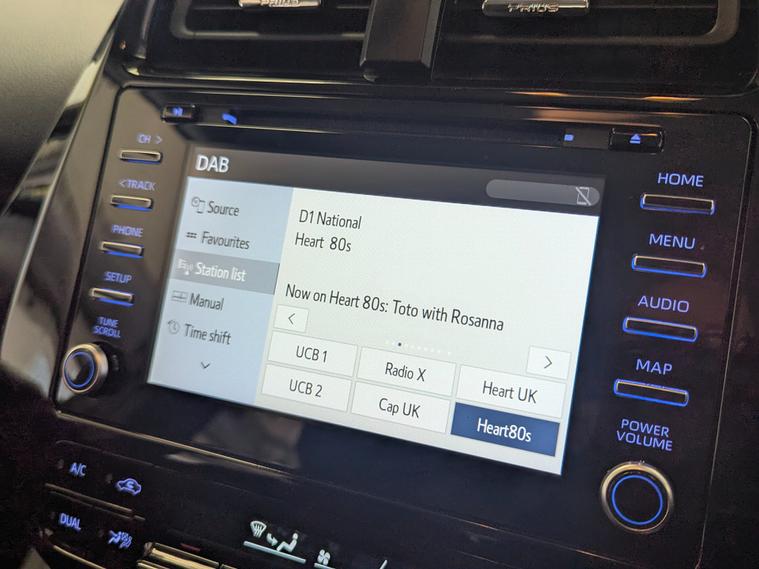 PRIUS
PRIUS
CH >
< TRACK
PHONE
SETUP
TUNE
SCROLL
DAB
Source
Favourites
Station list
Manual
Time shift
D1 National
Heart 80s
Now on Heart 80s: Toto with Rosanna
UCB 1
Radio X
Heart UK
UCB 2
Cap UK
Heart80s
HOME
MENU
AUDIO
MAP
POWER
VOLUME
A/C
DUAL